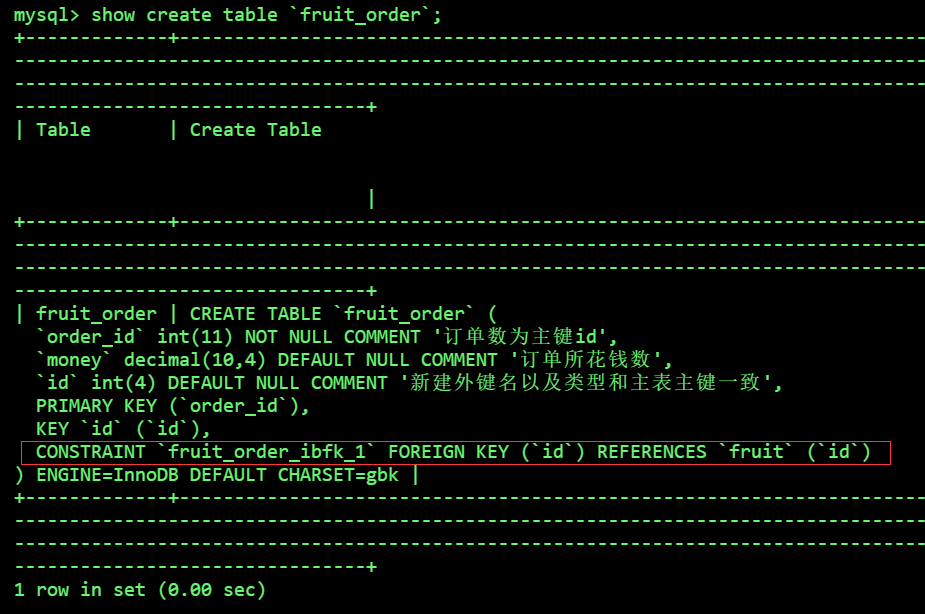 mysql> show create table `fruit_order`;
+-------------+--------------------------------------------------------------------
-----------------------------------------------------------------------------------
-----------------------------------------------------------------------------------
--------------------------------+
| Table       | Create Table
                                |
+-------------+--------------------------------------------------------------------
-----------------------------------------------------------------------------------
-----------------------------------------------------------------------------------
--------------------------------+
| fruit_order | CREATE TABLE `fruit_order` (
  `order_id` int(11) NOT NULL COMMENT '订单数为主键id',
  `money` decimal(10,4) DEFAULT NULL COMMENT '订单所花钱数',
  `id` int(4) DEFAULT NULL COMMENT '新建外键名以及类型和主表主键一致',
  PRIMARY KEY (`order_id`),
  KEY `id` (`id`),
  CONSTRAINT `fruit_order_ibfk_1` FOREIGN KEY (`id`) REFERENCES `fruit` (`id`)
) ENGINE=InnoDB DEFAULT CHARSET=gbk |
+-------------+--------------------------------------------------------------------
-----------------------------------------------------------------------------------
-----------------------------------------------------------------------------------
--------------------------------+
1 row in set (0.00 sec)